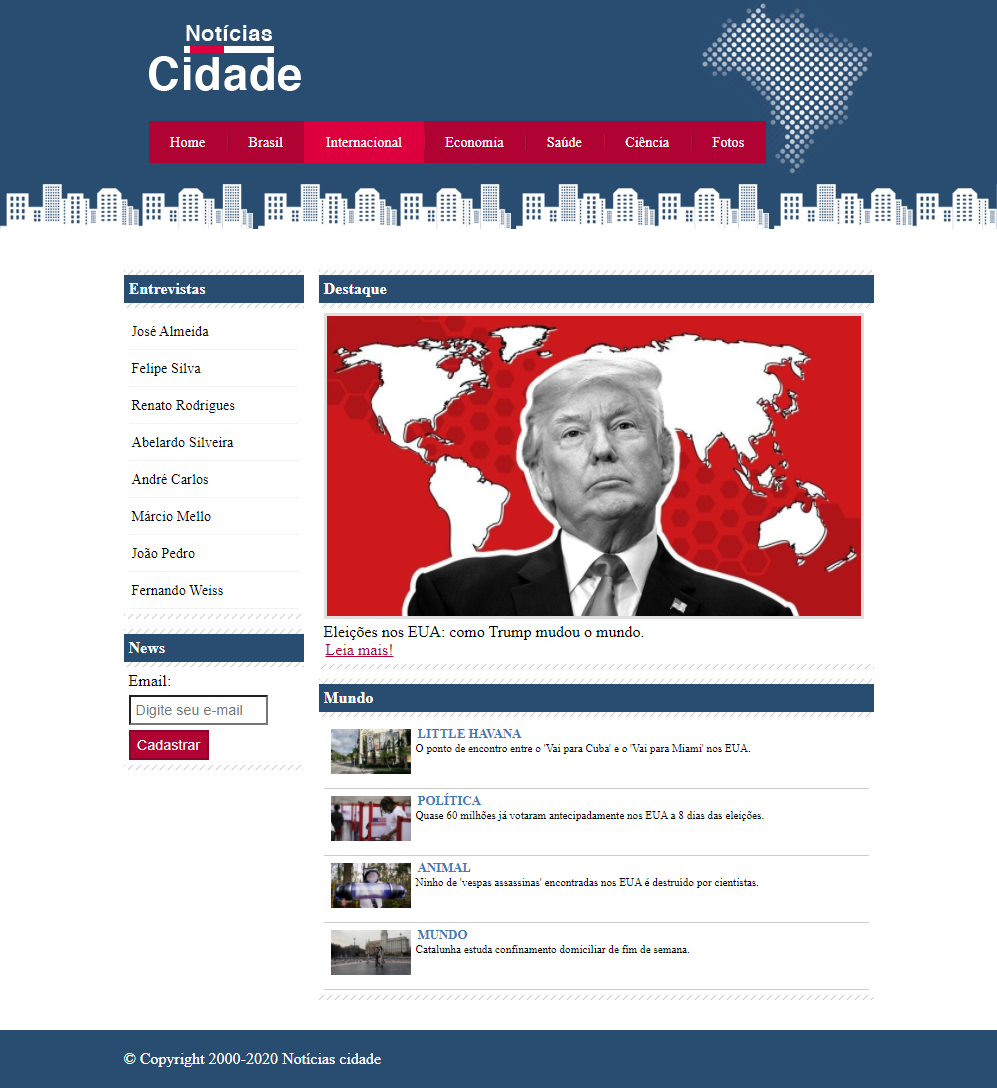 Notícias
Cidade
Home Brasil Internacional Economia Saúde Ciência Fotos
Entrevistas
José Almeida
Felipe Silva
Renato Rodrigues
Abelardo Silveira
André Carlos
Márcio Mello
João Pedro
Fernando Weiss
News
Email:
Digite seu e-mail
Cadastrar
Destaque
Eleições nos EUA: como Trump mudou o mundo.
Leia mais!
Mundo
LITTLE HAVANA
O ponto de encontro entre o 'Vai para Cuba' e o 'Vai para Miami' nos EUA.
POLÍTICA
Quase 60 milhões já votaram antecipadamente nos EUA a 8 dias das eleições.
ANIMAL
Ninho de 'vespas assassinas' encontradas nos EUA é destruído por cientistas.
MUNDO
Catalunha estuda confinamento domiciliar de fim de semana.
© Copyright 2000-2020 Notícias cidade